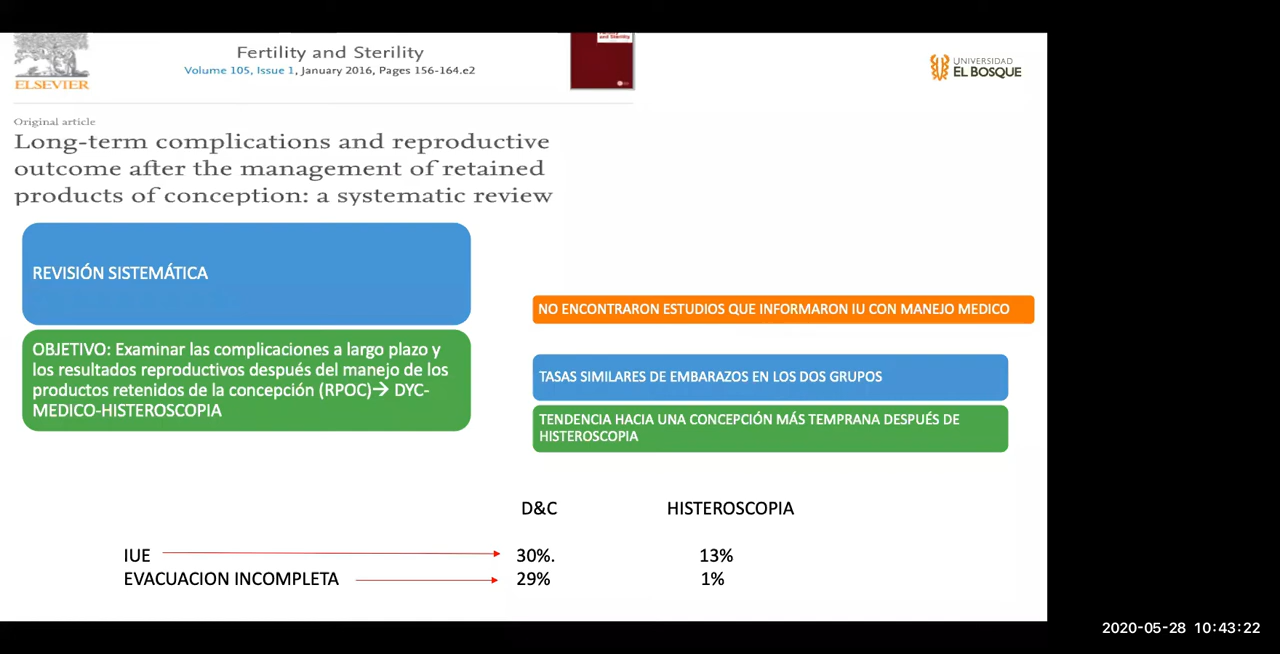 Fertility and Sterility
Volume 105, Issue 1, January 2016, Pages 156-164.e2
ELSEVIER
UNIVERSIDAD
EL BOSQUE
Original article
Long-term complications and reproductive
outcome after the management of retained
products of conception: a systematic review
REVISIÓN SISTEMÁTICA
OBJETIVO: Examinar las complicaciones a largo plazo y
los resultados reproductivos después del manejo de los
productos retenidos de la concepción (RPOC)→ DYC-
MEDICO-HISTEROSCOPIA
NO ENCONTRARON ESTUDIOS QUE INFORMARON IU CON MANEJO MEDICO
TASAS SIMILARES DE EMBARAZOS EN LOS DOS GRUPOS
TENDENCIA HACIA UNA CONCEPCIÓN MÁS TEMPRANA DESPUÉS DE
HISTEROSCOPIA
D&C HISTEROSCOPIA
IUE 30%. 13%
EVACUACION INCOMPLETA 29% 1%
2020-05-28 10:43:22